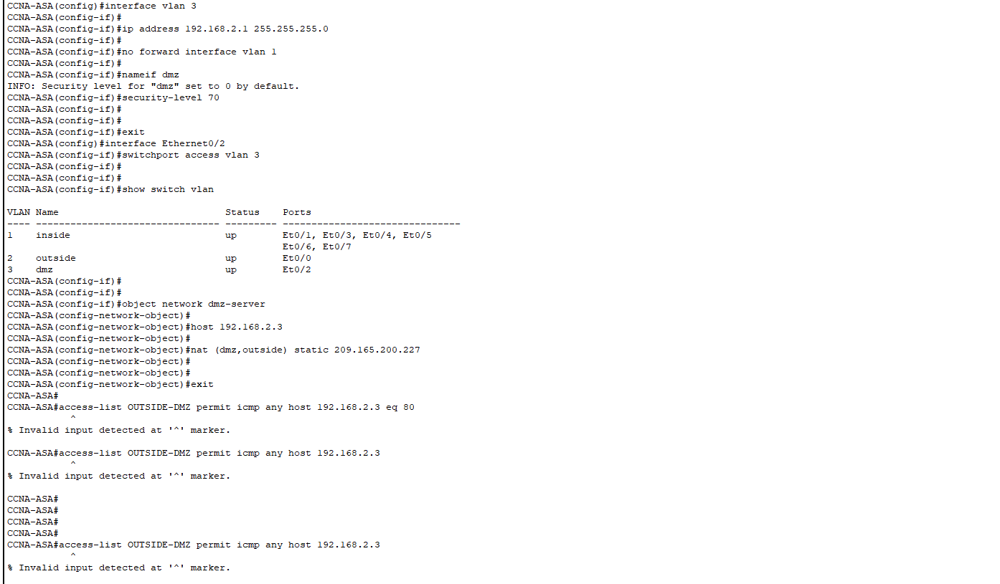 CCNA-ASA(config)#interface vlan 3
CCNA-ASA(config-if)#
CCNA-ASA(config-if)#ip address 192.168.2.1 255.255.255.0
CCNA-ASA(config-if)#
CCNA-ASA(config-if)#no forward interface vlan 1
CCNA-ASA(config-if)#
CCNA-ASA(config-if)#nameif dmz
INFO: Security level for "dmz" set to 0 by default.
CCNA-ASA(config-if)#security-level 70
CCNA-ASA(config-if)#
CCNA-ASA(config-if)#
CCNA-ASA(config-if)#exit
CCNA-ASA(config)#interface Ethernet0/2
CCNA-ASA(config-if)#switchport access vlan 3
CCNA-ASA(config-if)#
CCNA-ASA(config-if)#
CCNA-ASA(config-if)#show switch vlan

VLAN Name                             Status    Ports
---- -------------------------------- --------- -------------------------------
1    inside                           up        Et0/1, Et0/3, Et0/4, Et0/5
                                                Et0/6, Et0/7
2    outside                          up        Et0/0
3    dmz                              up        Et0/2
CCNA-ASA(config-if)#
CCNA-ASA(config-if)#
CCNA-ASA(config-if)#object network dmz-server
CCNA-ASA(config-network-object)#
CCNA-ASA(config-network-object)#host 192.168.2.3
CCNA-ASA(config-network-object)#
CCNA-ASA(config-network-object)#nat (dmz,outside) static 209.165.200.227
CCNA-ASA(config-network-object)#
CCNA-ASA(config-network-object)#
CCNA-ASA(config-network-object)#exit
CCNA-ASA#
CCNA-ASA#access-list OUTSIDE-DMZ permit icmp any host 192.168.2.3 eq 80
           ^
% Invalid input detected at '^' marker.

CCNA-ASA#access-list OUTSIDE-DMZ permit icmp any host 192.168.2.3
           ^
% Invalid input detected at '^' marker.

CCNA-ASA#
CCNA-ASA#
CCNA-ASA#
CCNA-ASA#
CCNA-ASA#access-list OUTSIDE-DMZ permit icmp any host 192.168.2.3
           ^
% Invalid input detected at '^' marker.